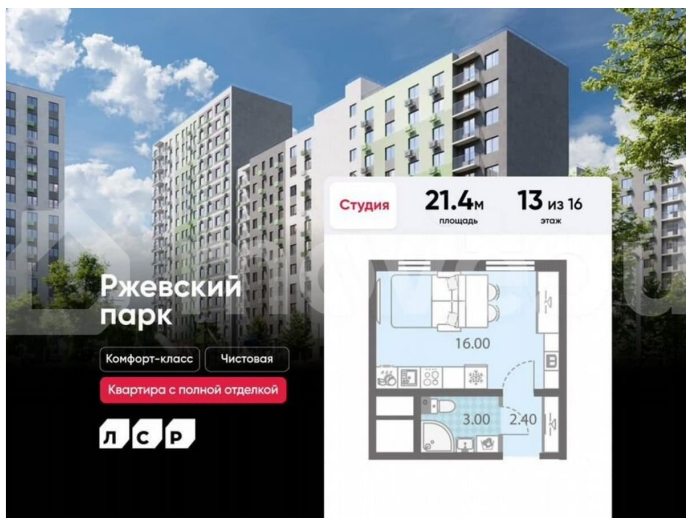 Студия
21.4м
площадь
13 из 16
этаж
Ржевский
парк
Комфорт-класс
Чистовая
Квартира с полной отделкой
ЛСР
16.00
3.00
2.40